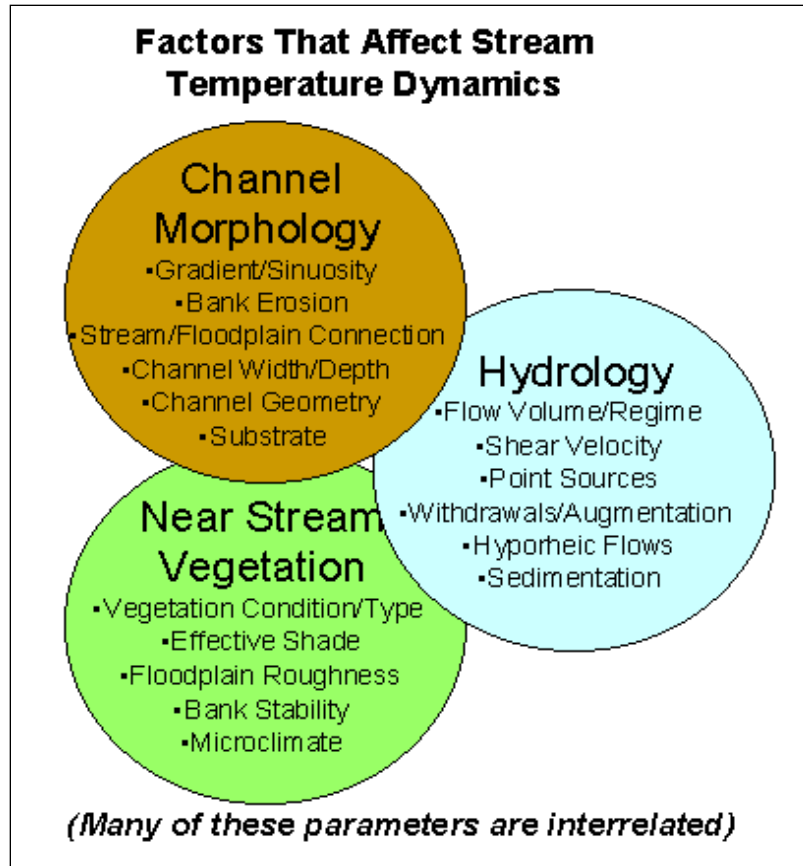 Factors That Affect Stream
Temperature Dynamics
Channel
Morphology
▪Gradient/Sinuosity
▪Bank Erosion
▪Stream/Floodplain Connection
▪Channel Width/Depth
▪Channel Geometry
▪Substrate
Hydrology
▪Flow Volume/Regime
▪Shear Velocity
▪Point Sources
▪Withdrawals/Augmentation
▪Hyporheic Flows
▪Sedimentation
Near Stream
Vegetation
▪Vegetation Condition/Type
▪Effective Shade
▪Floodplain Roughness
▪Bank Stability
▪Microclimate
(Many of these parameters are interrelated)